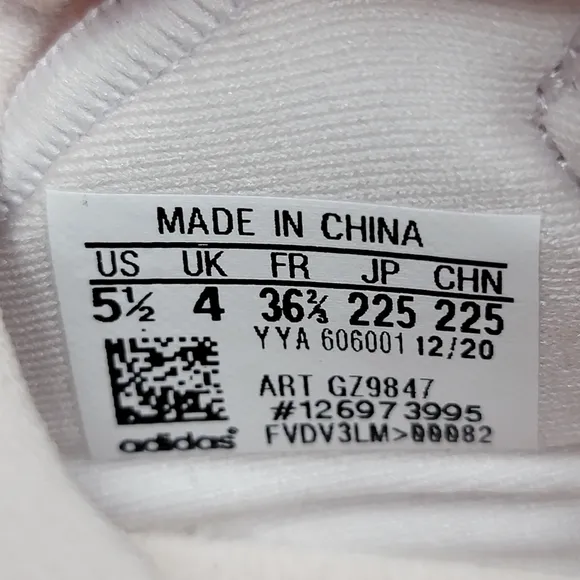 MADE IN CHINA
US UK FR JP CHN
5½ 4 36⅔ 225 225
YYA 606001 12/20
ART GZ9847
#126973995
adidas
FVDV3LM>00082